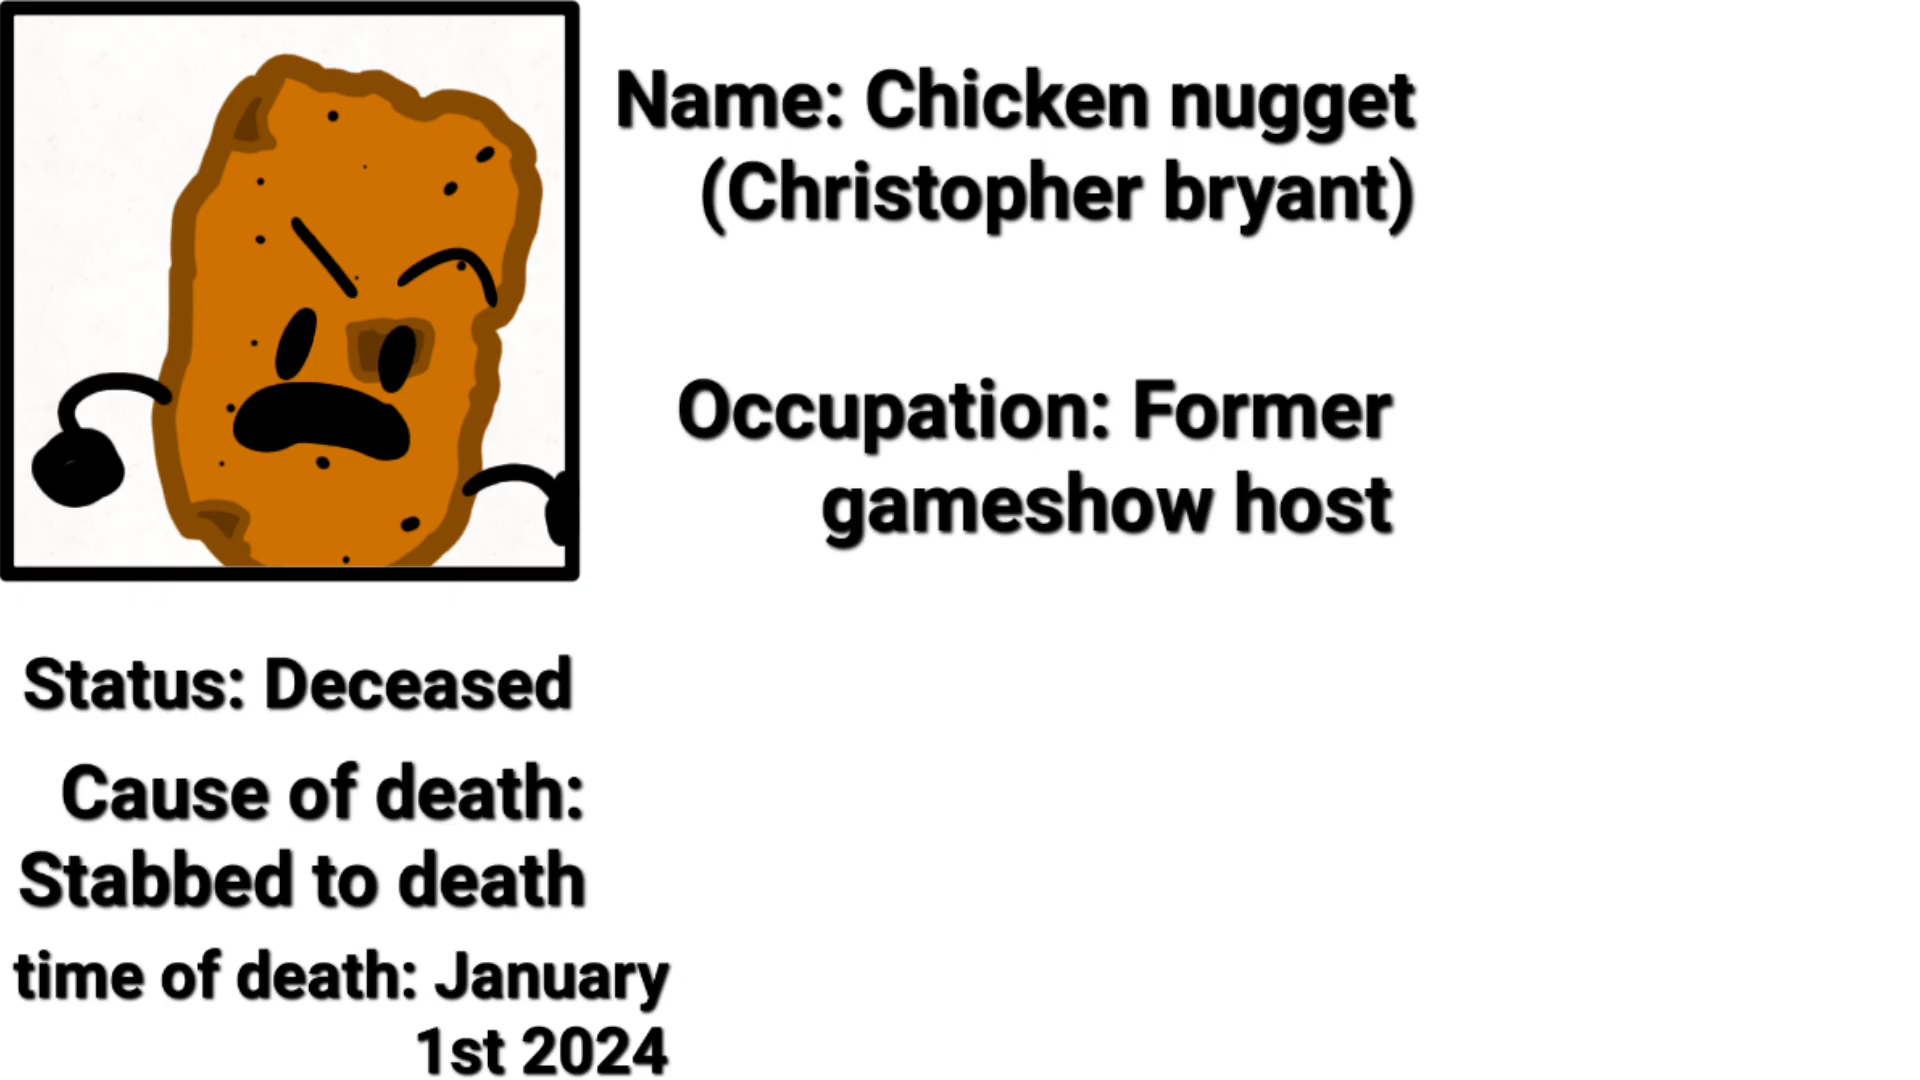 Name: Chicken nugget
(Christopher bryant)
Occupation: Former
gameshow host
Status: Deceased
Cause of death:
Stabbed to death
time of death: January
1st 2024